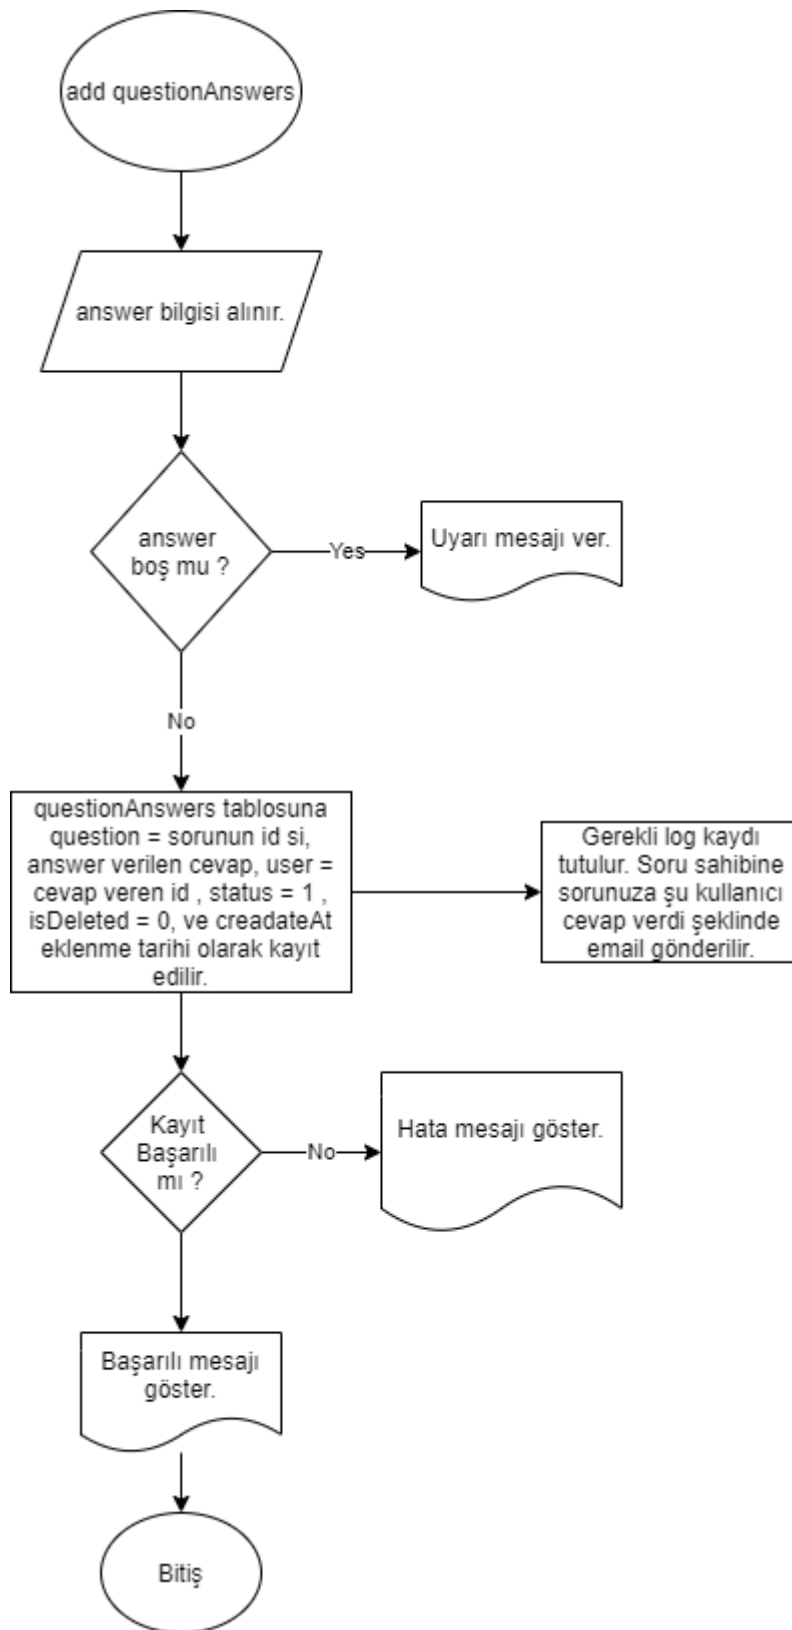 add questionAnswers
answer bilgisi alınır.
answer
boş mu ?
Yes
Uyarı mesajı ver.
No
questionAnswers tablosuna
question = sorunun id si,
answer verilen cevap, user =
cevap veren id , status = 1 ,
isDeleted = 0, ve creadateAt
eklenme tarihi olarak kayıt
edilir.
Gerekli log kaydı
tutulur. Soru sahibine
sorunuza şu kullanıcı
cevap verdi şeklinde
email gönderilir.
Kayıt
Başarılı
mı ?
No
Hata mesajı göster.
Başarılı mesajı
göster.
Bitiş